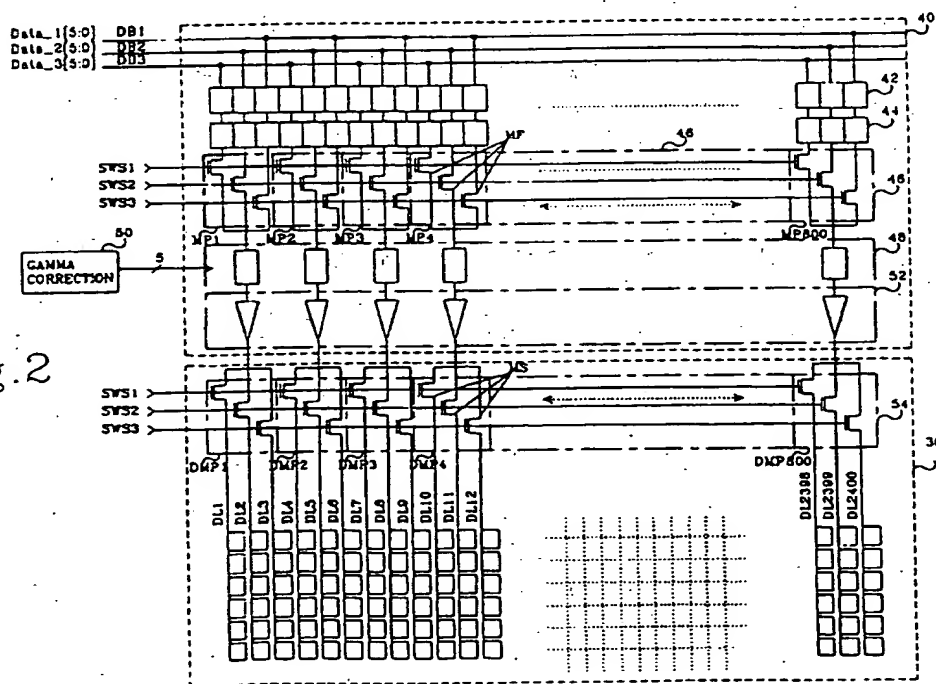 Data_1{5:0} DB1
Data_2{5:0} DB2
Data_3{5:0} DB3
40
42
44
MF
46
SWS1
SWS2
SWS3
46
MP1 MP2 MP3 MP4 MP800
48
50
GAMMA
CORRECTION
5
52
.2
MS
SWS1
SWS2
SWS3
54
DMP1 DMP2 DMP3 DMP4 DMP800
DL1 DL2 DL3 DL4 DL5 DL6 DL7 DL8 DL9 DL10 DL11 DL12 DL2398 DL2399 DL2400